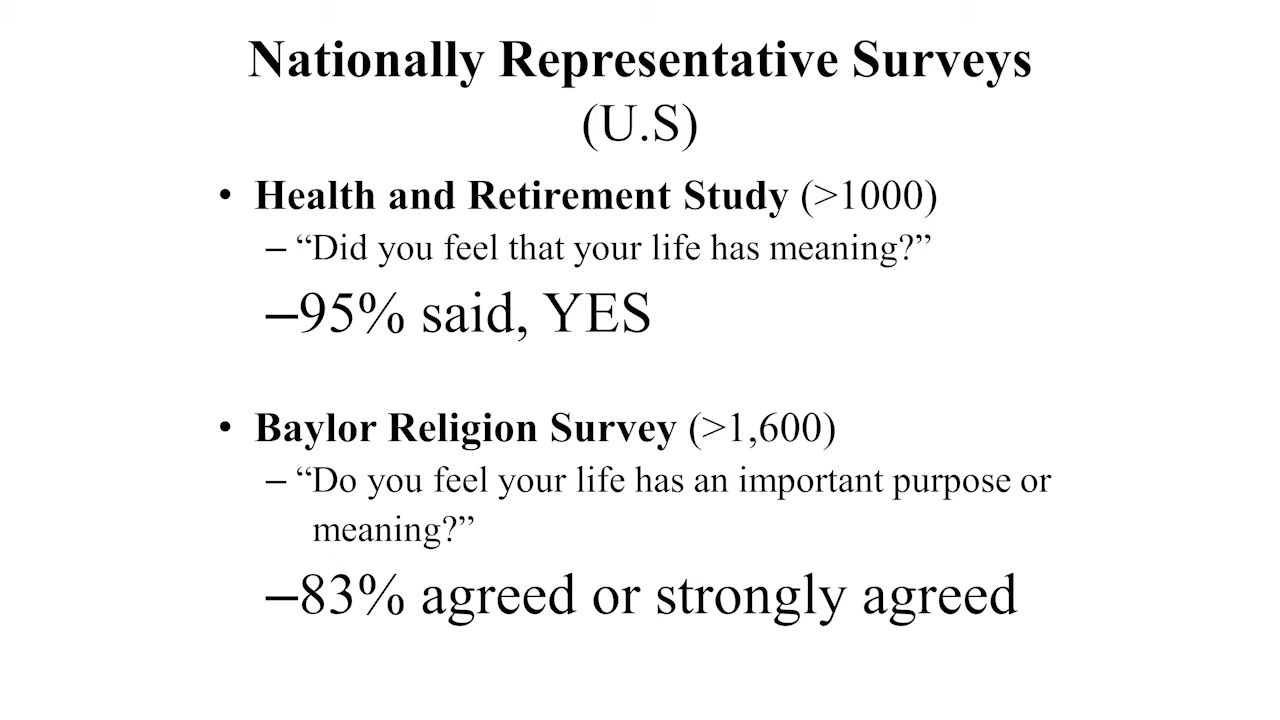 Nationally Representative Surveys
(U.S)
• Health and Retirement Study (>1000)
– “Did you feel that your life has meaning?”
–95% said, YES
• Baylor Religion Survey (>1,600)
– “Do you feel your life has an important purpose or
meaning?”
–83% agreed or strongly agreed